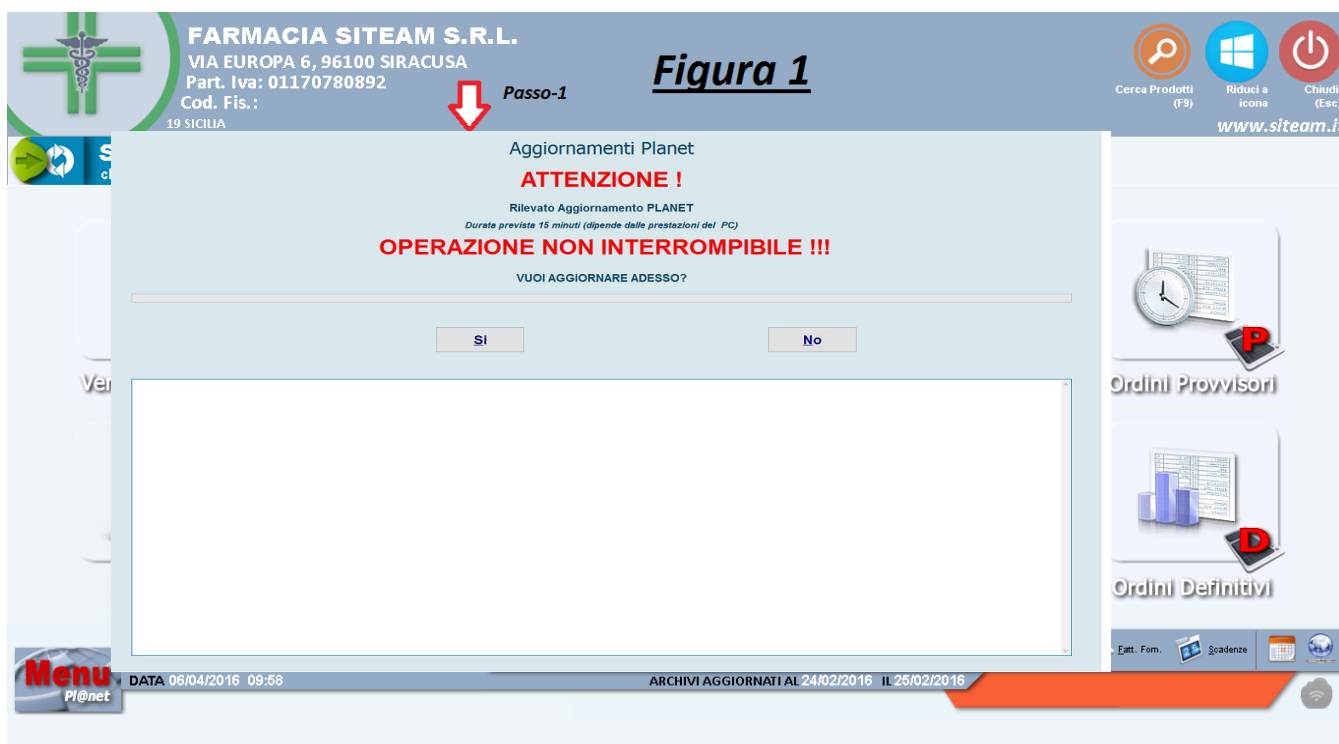 FARMACIA SITEAM S.R.L.
VIA EUROPA 6, 96100 SIRACUSA
Part. Iva: 01170780892
Cod. Fis.:
19 SICILIA
Passo-1
Figura 1
Cerca Prodotti
(F9)
Riduci a
icona
Chiudi
(Esc
www.siteam.i
Aggiornamenti Planet
ATTENZIONE !
Rilevato Aggiornamento PLANET
Durata prevista 15 minuti (dipende dalle prestazioni del PC)
OPERAZIONE NON INTERROMPIBILE !!!
VUOI AGGIORNARE ADESSO?
Si
No
P
Ordini Provvisori
D
Ordini Definitivi
Fatt. Forn.
Scadenze
Menu
Pl@net
DATA 06/04/2016 09:58
ARCHIVI AGGIORNATI AL 24/02/2016 IL 25/02/2016